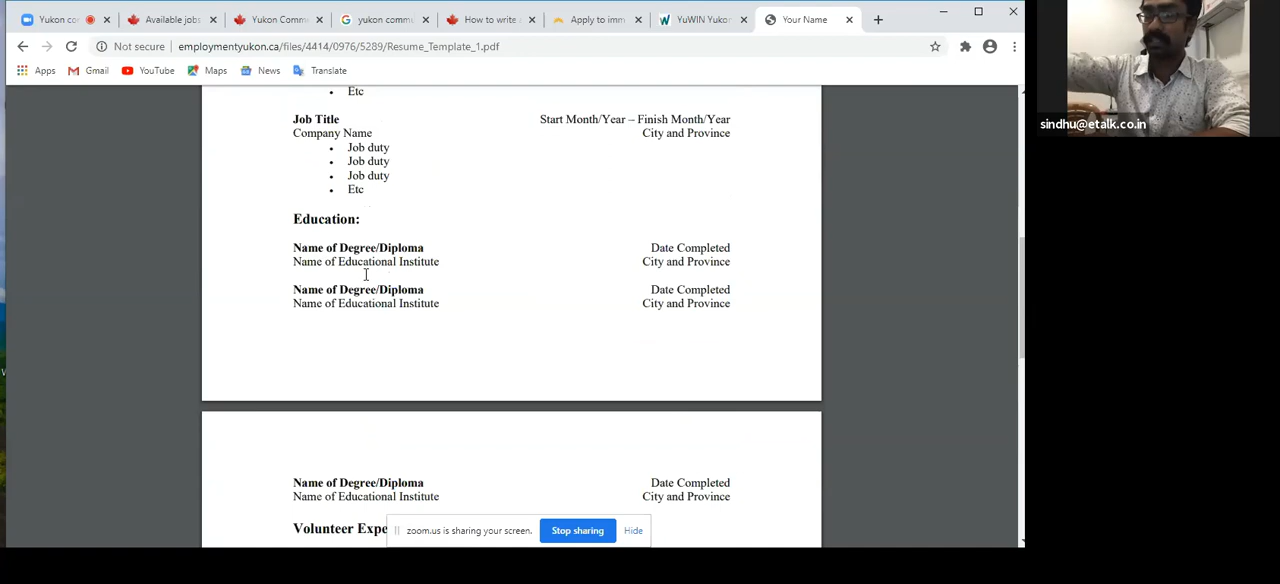 Yukon co
Available jobs
Yukon Comm
yukon commu
How to write a
Apply to imm
YuWIN Yukon
Your Name
Not secure
employmentyukon.ca/files/4414/0976/5289/Resume_Template_1.pdf
Apps
Gmail
YouTube
Maps
News
Translate
sindhu@etalk.co.in
• Etc
Job Title Start Month/Year – Finish Month/Year
Company Name City and Province
• Job duty
• Job duty
• Job duty
• Etc
Education:
Name of Degree/Diploma Date Completed
Name of Educational Institute City and Province
Name of Degree/Diploma Date Completed
Name of Educational Institute City and Province
Name of Degree/Diploma Date Completed
Name of Educational Institute City and Province
Volunteer Expe
zoom.us is sharing your screen. Stop sharing Hide